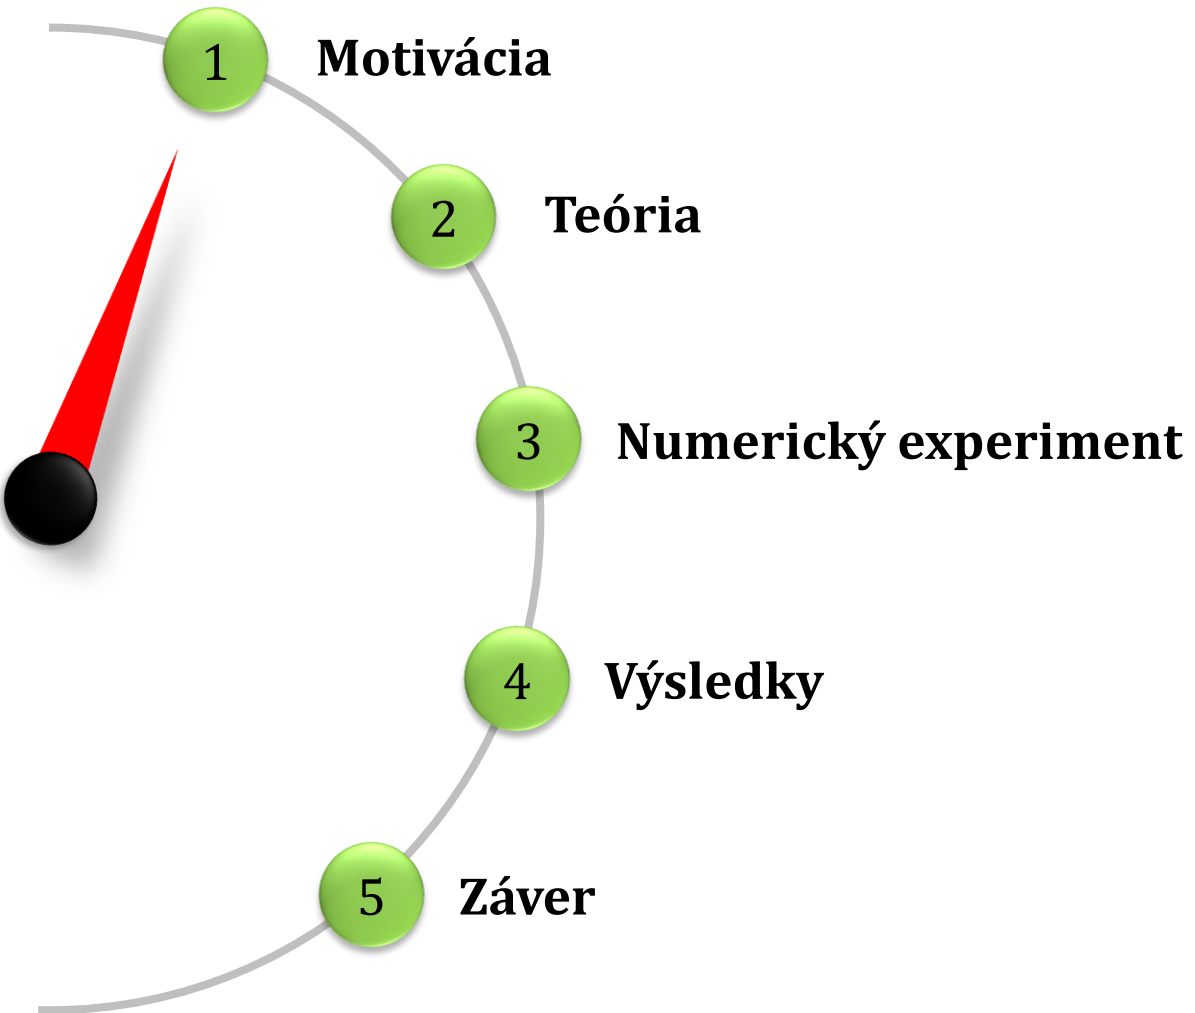 1 Motivácia
2 Teória
3 Numerický experiment
4 Výsledky
5 Záver